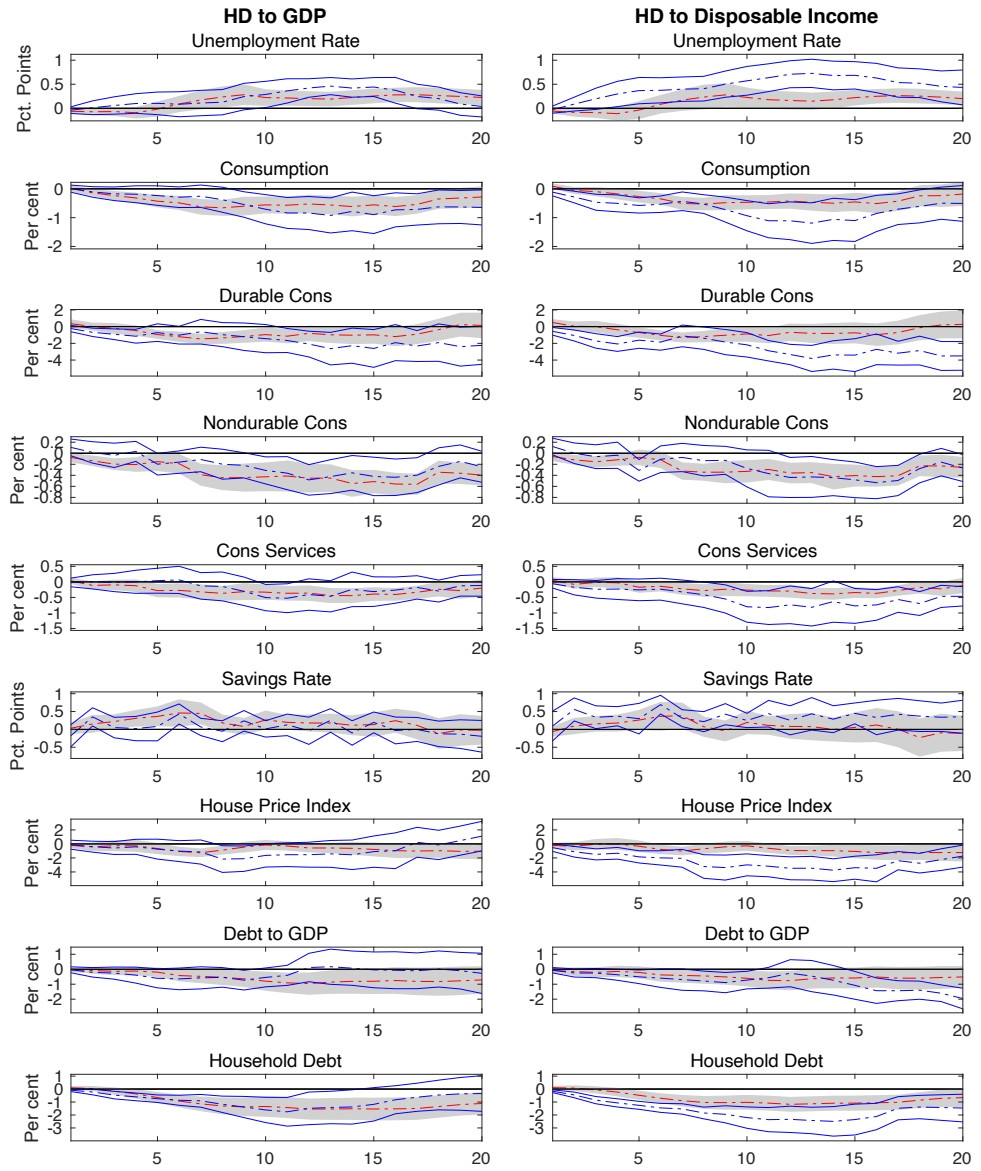 HD to GDP HD to Disposable Income
Unemployment Rate Unemployment Rate
Pct. Points
1 1
0.5 0.5
0 0
5 10 15 20 5 10 15 20
Consumption Consumption
Per cent
0 0
-1 -1
-2 -2
5 10 15 20 5 10 15 20
Durable Cons Durable Cons
Per cent
2 2
0 0
-2 -2
-4 -4
5 10 15 20 5 10 15 20
Nondurable Cons Nondurable Cons
Per cent
0.2 0.2
0 0
-0.2 -0.2
-0.4 -0.4
-0.6 -0.6
-0.8 -0.8
5 10 15 20 5 10 15 20
Cons Services Cons Services
Per cent
0.5 0.5
0 0
-0.5 -0.5
-1 -1
-1.5 -1.5
5 10 15 20 5 10 15 20
Savings Rate Savings Rate
Pct. Points
1 1
0.5 0.5
0 0
-0.5 -0.5
5 10 15 20 5 10 15 20
House Price Index House Price Index
Per cent
2 2
0 0
-2 -2
-4 -4
5 10 15 20 5 10 15 20
Debt to GDP Debt to GDP
Per cent
1 1
0 0
-1 -1
-2 -2
5 10 15 20 5 10 15 20
Household Debt Household Debt
Per cent
1 1
0 0
-1 -1
-2 -2
-3 -3
5 10 15 20 5 10 15 20